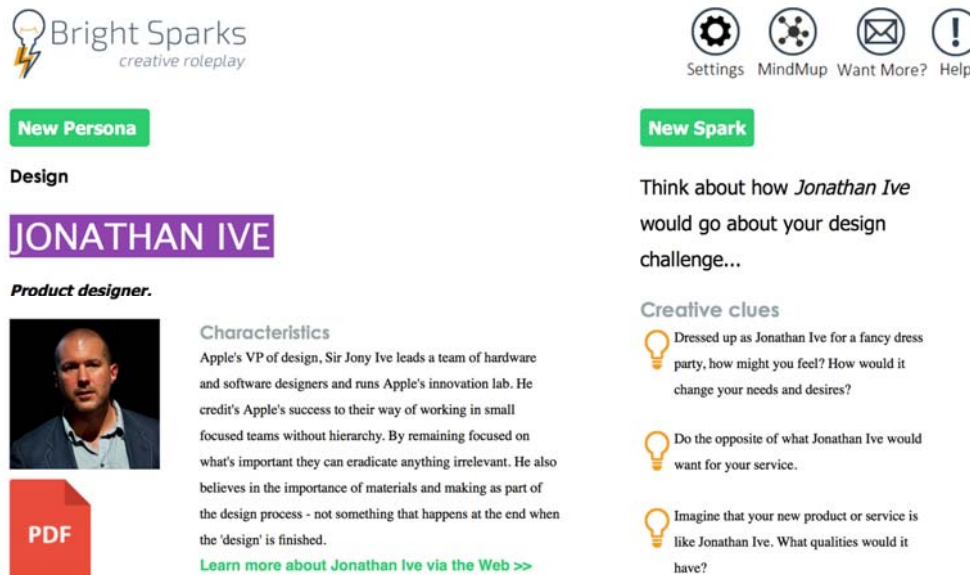 Bright Sparks
creative roleplay
Settings MindMup Want More? Help
New Persona
Design
JONATHAN IVE
Product designer.
Characteristics
Apple's VP of design, Sir Jony Ive leads a team of hardware
and software designers and runs Apple's innovation lab. He
credit's Apple's success to their way of working in small
focused teams without hierarchy. By remaining focused on
what's important they can eradicate anything irrelevant. He also
believes in the importance of materials and making as part of
the design process - not something that happens at the end when
the 'design' is finished.
Learn more about Jonathan Ive via the Web >>
PDF
New Spark
Think about how Jonathan Ive
would go about your design
challenge...
Creative clues
Dressed up as Jonathan Ive for a fancy dress
party, how might you feel? How would it
change your needs and desires?
Do the opposite of what Jonathan Ive would
want for your service.
Imagine that your new product or service is
like Jonathan Ive. What qualities would it
have?